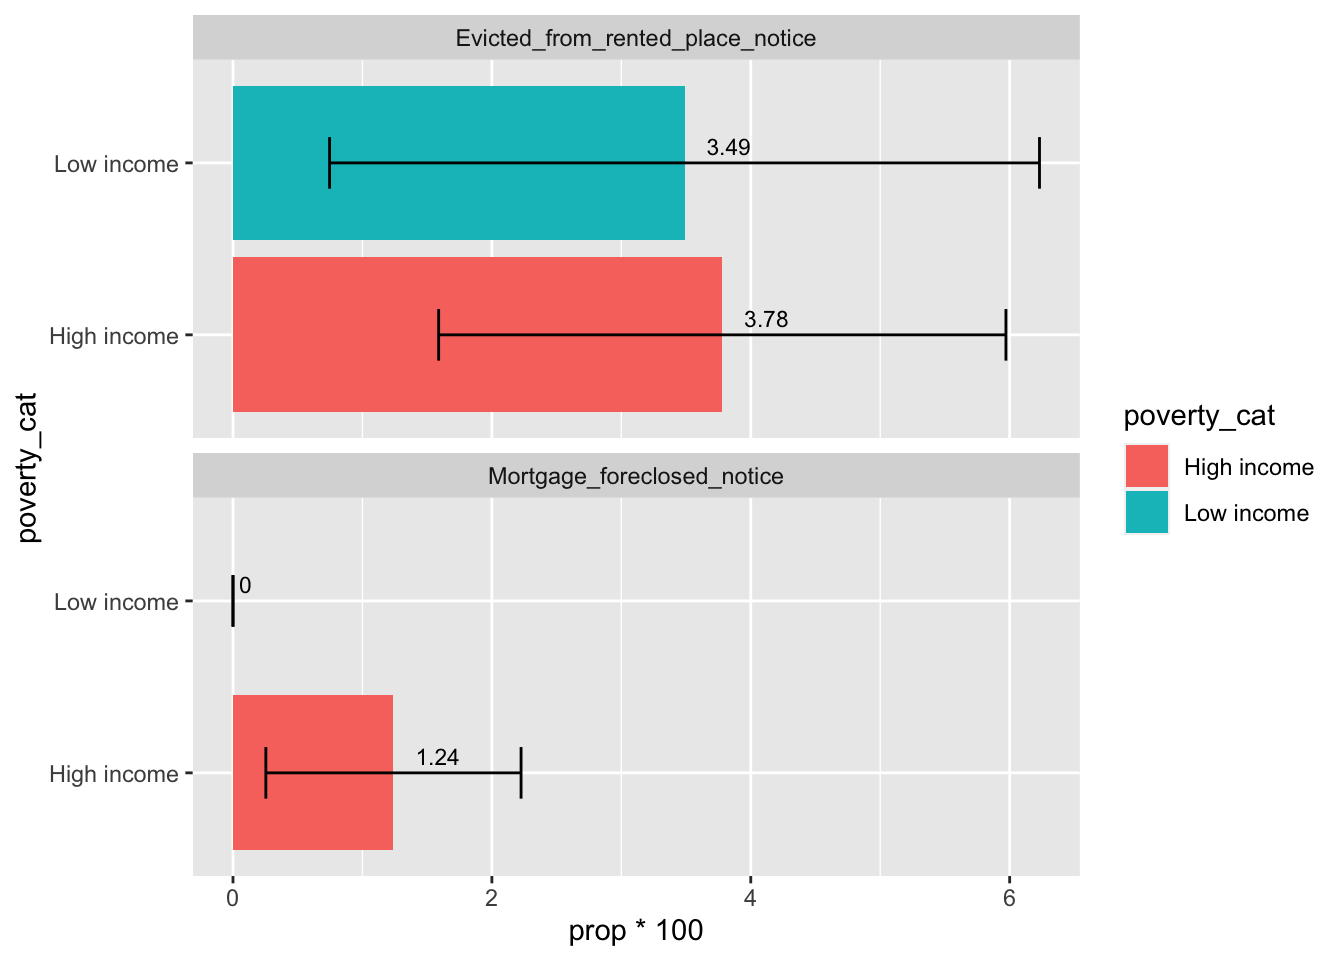 Evicted_from_rented_place_notice
Low income
3.49
High income
3.78
Mortgage_foreclosed_notice
Low income
0
High income
1.24
0 2 4 6
prop * 100
poverty_cat
poverty_cat
High income
Low income